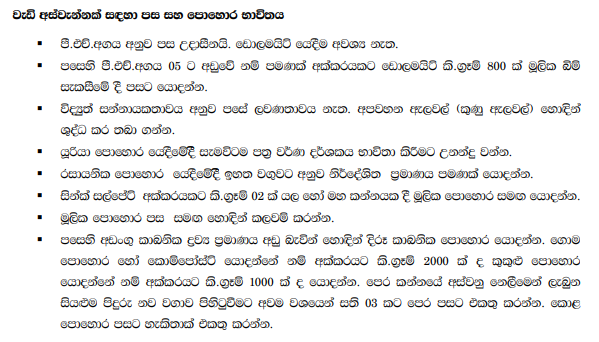 වැඩි අස්වැන්නක් සඳහා පස සහ පොහොර භාවිතය
▪ පී.එච්.අගය අනුව පස උදාසීනයි. ඩොලමයිට් යෙදීම අවශ්‍ය නැත.
▪ පසෙහි පී.එච්.අගය 05 ට අඩුවේ නම් පමණක් අක්කරයකට ඩොලමයිට් කි.ග්‍රෑම් 800 ක් මූලික බිම්
සැකසීමේ දී පසට යොදන්න.
▪ විද්‍යුත් සන්නායකතාවය අනුව පසේ ලවණතාවය නැත. අපවහන ඇලවල් (කුණු ඇලවල්) හොඳින්
ශුද්ධ කර තබා ගන්න.
▪ යූරියා පොහොර යෙදීමේදී සැමවිටම පත්‍ර වර්ණ දර්ශකය භාවිතා කිරීමට උනන්දු වන්න.
▪ රසායනික පොහොර යෙදීමේදී ඉහත වගුවට අනුව නිර්දේශිත ප්‍රමාණය පමණක් යොදන්න.
▪ සින්ක් සල්පේට් අක්කරයකට කි.ග්‍රෑම් 02 ක් යල හෝ මහ කන්නයක දී මූලික පොහොර සමඟ යොදන්න.
▪ මූලික පොහොර පස සමඟ හොඳින් කලවම් කරන්න.
▪ පසෙහි අඩංගු කාබනික ද්‍රව්‍ය ප්‍රමාණය අඩු බැවින් හොඳින් දිරූ කාබනික පොහොර යොදන්න. ගොම
පොහොර හෝ කොම්පෝස්ට් යොදන්නේ නම් අක්කරයකට කි.ග්‍රෑම් 2000 ක් ද කුකුළු පොහොර
යොදන්නේ නම් අක්කරයකට කි.ග්‍රෑම් 1000 ක් ද යොදන්න. පෙර කන්නයේ අස්වනු නෙලීමෙන් ලැබුන
සියළුම පිදුරු නව වගාව පිහිටුවීමට අවම වශයෙන් සති 03 කට පෙර පසට එකතු කරන්න. කොළ
පොහොර පසට හැකිතාක් එකතු කරන්න.